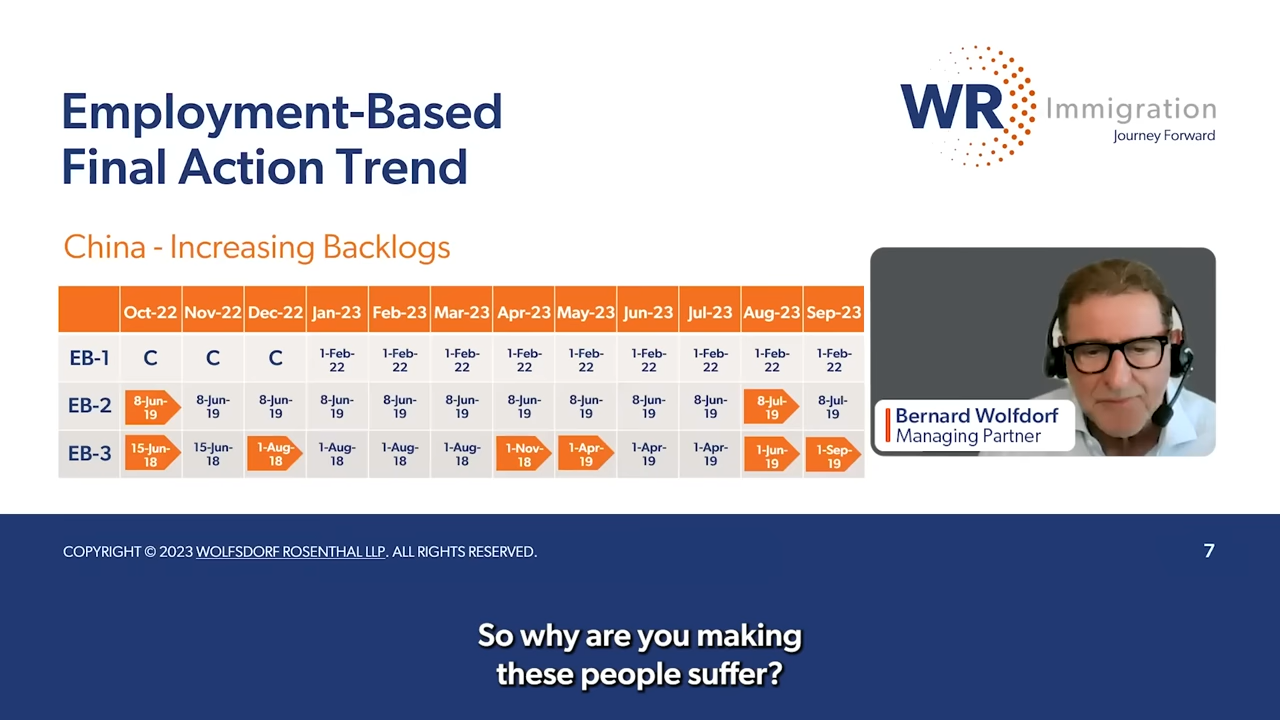 Employment-Based
Final Action Trend
WR Immigration
Journey Forward
China - Increasing Backlogs
Oct-22 Nov-22 Dec-22 Jan-23 Feb-23 Mar-23 Apr-23 May-23 Jun-23 Jul-23 Aug-23 Sep-23
EB-1 C C C 1-Feb-22 1-Feb-22 1-Feb-22 1-Feb-22 1-Feb-22 1-Feb-22 1-Feb-22 1-Feb-22 1-Feb-22
EB-2 8-Jun-19 8-Jun-19 8-Jun-19 8-Jun-19 8-Jun-19 8-Jun-19 8-Jun-19 8-Jun-19 8-Jun-19 8-Jun-19 8-Jul-19 8-Jul-19
EB-3 15-Jun-18 15-Jun-18 1-Aug-18 1-Aug-18 1-Aug-18 1-Aug-18 1-Nov-18 1-Apr-19 1-Apr-19 1-Apr-19 1-Jun-19 1-Sep-19
Bernard Wolfdorf
Managing Partner
COPYRIGHT © 2023 WOLFSDORF ROSENTHAL LLP. ALL RIGHTS RESERVED.
7
So why are you making
these people suffer?